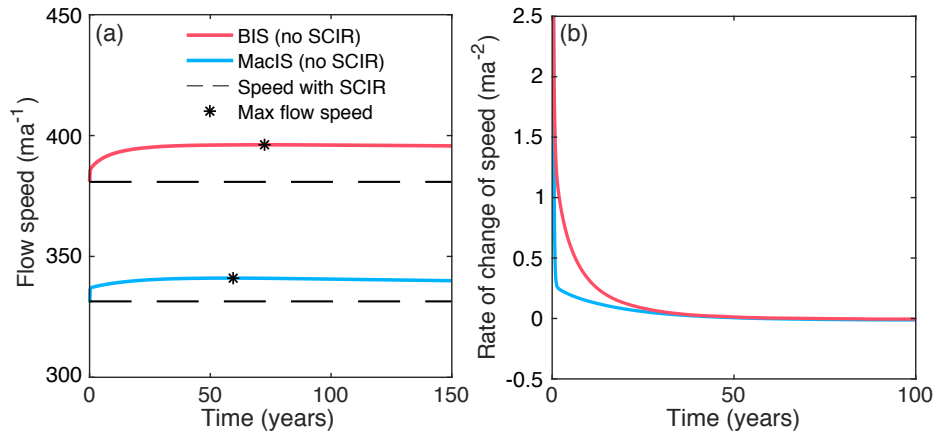 (a)
BIS (no SCIR)
MacIS (no SCIR)
Speed with SCIR
Max flow speed
Flow speed (ma⁻¹)
450
400
350
300
0 50 100 150
Time (years)
(b)
Rate of change of speed (ma⁻²)
2.5
2
1.5
1
0.5
0
-0.5
0 50 100
Time (years)